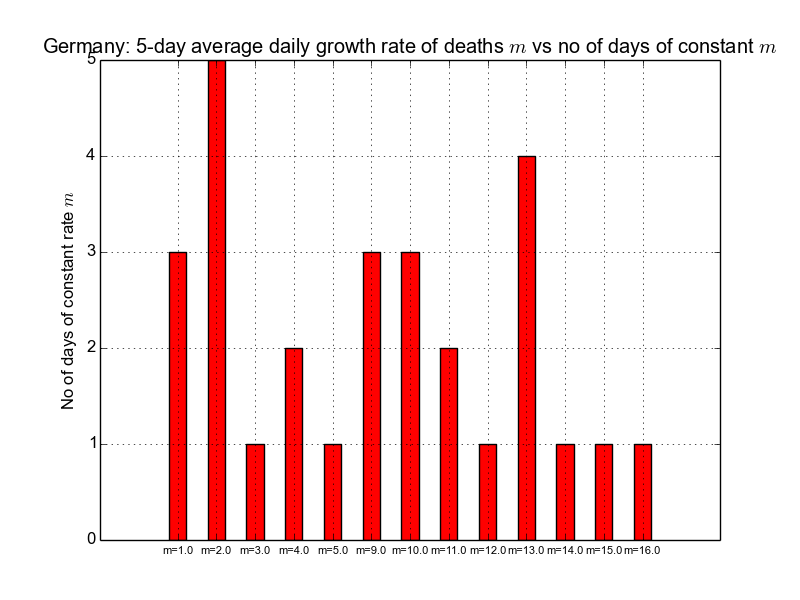 Germany: 5-day average daily growth rate of deaths m vs no of days of constant m
No of days of constant rate m
5
4
3
2
1
0
m=1.0 m=2.0 m=3.0 m=4.0 m=5.0 m=9.0 m=10.0 m=11.0 m=12.0 m=13.0 m=14.0 m=15.0 m=16.0